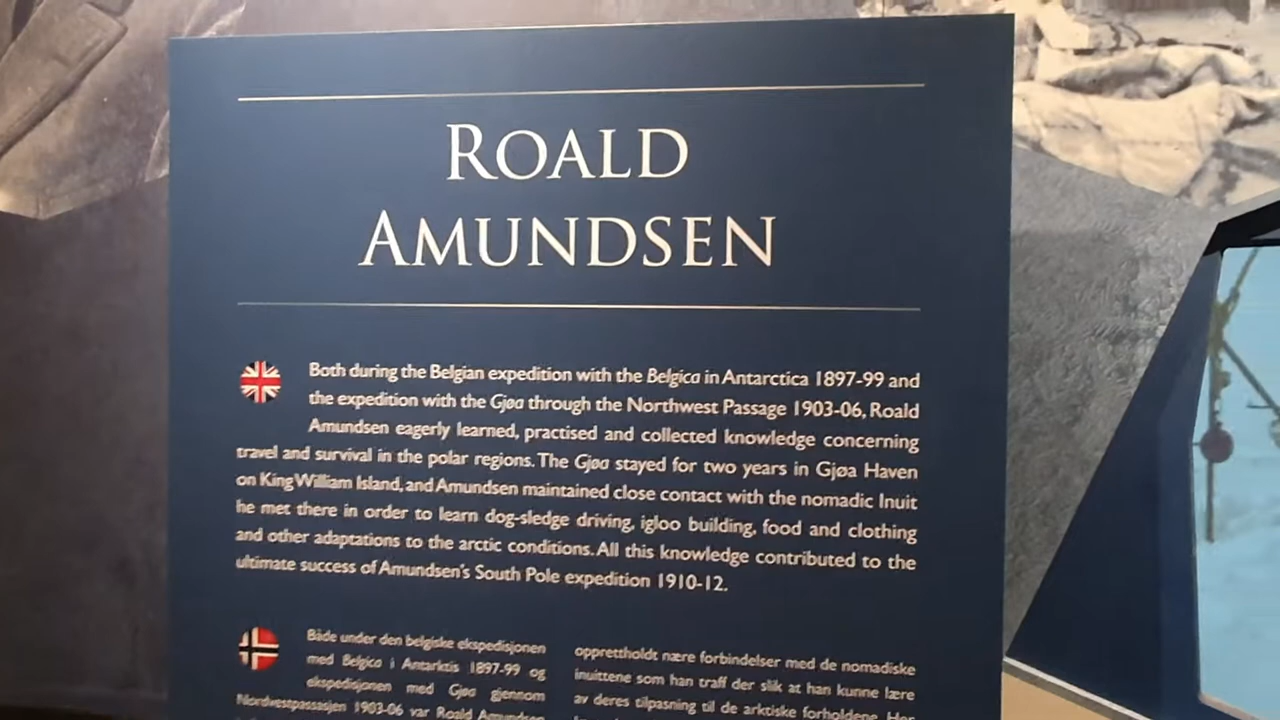 ROALD
AMUNDSEN
Both during the Belgian expedition with the Belgica in Antarctica 1897-99 and
the expedition with the Gjøa through the Northwest Passage 1903-06, Roald
Amundsen eagerly learned, practised and collected knowledge concerning
travel and survival in the polar regions. The Gjøa stayed for two years in Gjøa Haven
on King William Island, and Amundsen maintained close contact with the nomadic Inuit
he met there in order to learn dog-sledge driving, igloo building, food and clothing
and other adaptations to the arctic conditions. All this knowledge contributed to the
ultimate success of Amundsen's South Pole expedition 1910-12.
Både under den belgiske ekspedisjonen
med Belgica i Antarktis 1897-99 og
ekspedisjonen med Gjøa gjennom
Nordvestpassasjen 1903-06 var Roald Amundsen
opprettholdt nære forbindelser med de nomadiske
inuittene som han traff der slik at han kunne lære
av deres tilpasning til de arktiske forholdene. Her